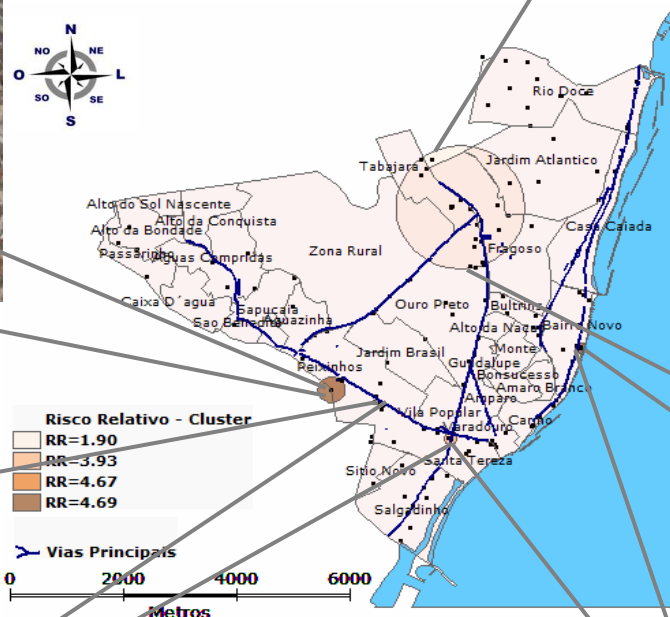 N
NO NE
O L
SO SE
S
Rio Doce
Tabajara
Jardim Atlantico
Alto do Sol Nascente
Alto da Conquista
Alto da Bondade
Casa Caiada
Passarinho
Aguas Compridas
Zona Rural
Fragoso
Caixa D´agua
Sapucaia
Ouro Preto
Bultrins
Sao Benedito
Aguazinha
Alto da Nacao
Bairro Novo
Jardim Brasil
Monte
Peixinhos
Guadalupe
Bonsucesso
Amaro Branco
Amparo
Vila Popular
Carmo
Varadouro
Santa Tereza
Sitio Novo
Salgadinho
Risco Relativo - Cluster
RR=1.90
RR=3.93
RR=4.67
RR=4.69
Vias Principais
0 2000 4000 6000
Metros